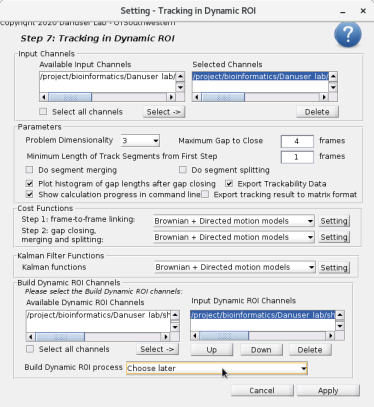 Setting - Tracking in Dynamic ROI
Copyright 2020 Danuser Lab - UTSouthwestern
Step 7: Tracking in Dynamic ROI
?
Input Channels
Available Input Channels
Selected Channels
/project/bioinformatics/Danuser_lab/
/project/bioinformatics/Danuser_lab/
Select all channels
Select ->
Delete
Parameters
Problem Dimensionality 3
Maximum Gap to Close 4 frames
Minimum Length of Track Segments from First Step 1 frames
Do segment merging
Do segment splitting
Plot histogram of gap lengths after gap closing
Export Trackability Data
Show calculation progress in command line
Export tracking result to matrix format
Cost Functions
Step 1: frame-to-frame linking: Brownian + Directed motion models Setting
Step 2: gap closing,
merging and splitting: Brownian + Directed motion models Setting
Kalman Filter Functions
Kalman functions Brownian + Directed motion models Setting
Build Dynamic ROI Channels
Please select the Build Dynamic ROI channels:
Available Dynamic ROI Channels
Input Dynamic ROI Channels
/project/bioinformatics/Danuser_lab/sh
/project/bioinformatics/Danuser_lab/sh
Select all channels
Select ->
Up
Down
Delete
Build Dynamic ROI process Choose later
Cancel
Apply